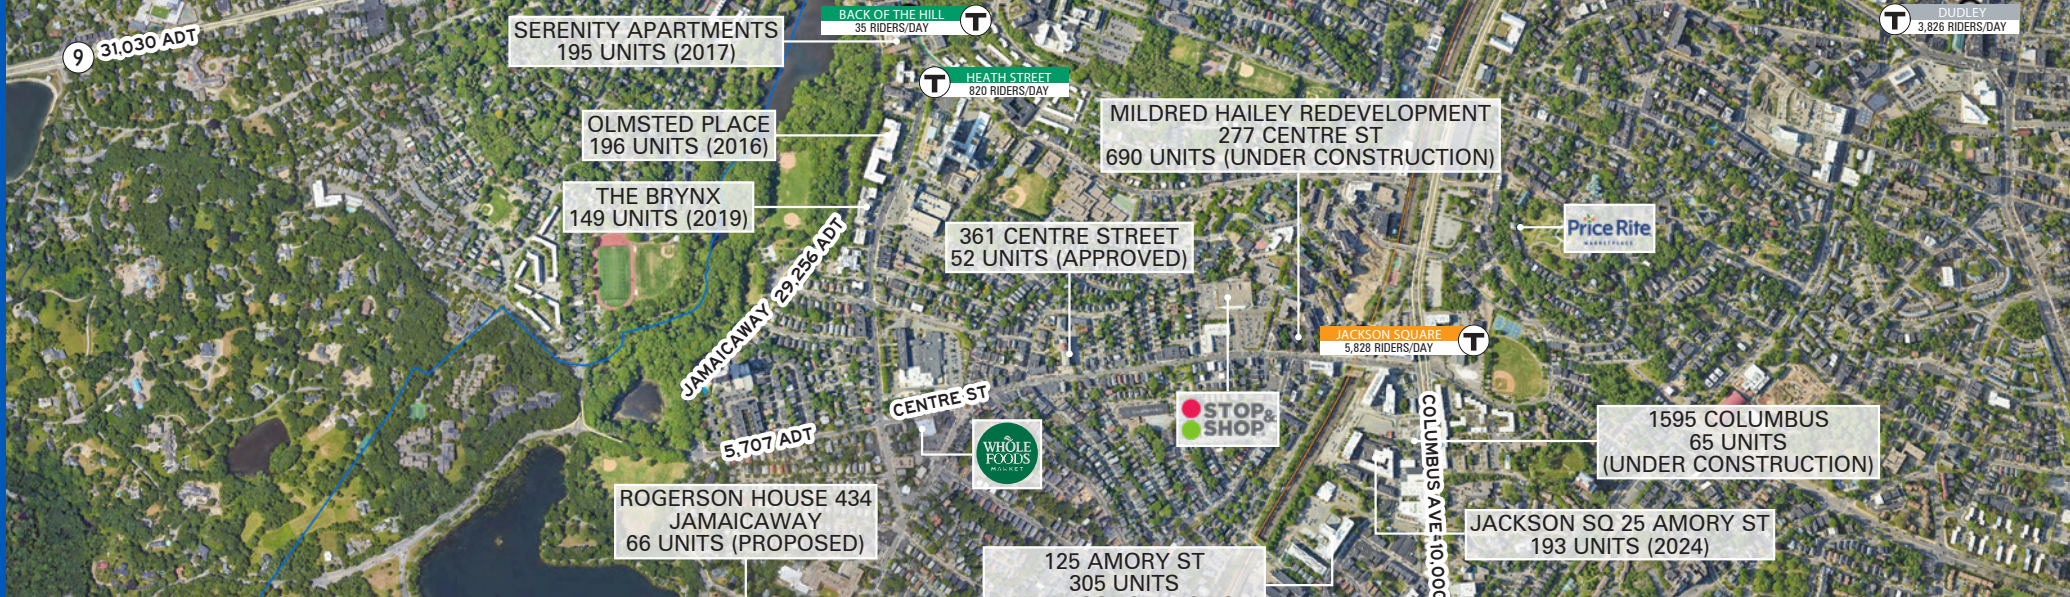 BACK OF THE HILL
35 RIDERS/DAY
T
DUDLEY
3,826 RIDERS/DAY
T
9
31,030 ADT
SERENITY APARTMENTS
195 UNITS (2017)
HEATH STREET
820 RIDERS/DAY
T
OLMSTED PLACE
196 UNITS (2016)
MILDRED HAILEY REDEVELOPMENT
277 CENTRE ST
690 UNITS (UNDER CONSTRUCTION)
THE BRYNX
149 UNITS (2019)
JAMAICAWAY 29,256 ADT
361 CENTRE STREET
52 UNITS (APPROVED)
Price Rite
MARKETPLACE
JACKSON SQUARE
5,828 RIDERS/DAY
T
CENTRE ST
5,707 ADT
WHOLE
FOODS
MARKET
STOP &
SHOP
COLUMBUS AVE 10,000
1595 COLUMBUS
65 UNITS
(UNDER CONSTRUCTION)
ROGERSON HOUSE 434
JAMAICAWAY
66 UNITS (PROPOSED)
JACKSON SQ 25 AMORY ST
193 UNITS (2024)
125 AMORY ST
305 UNITS